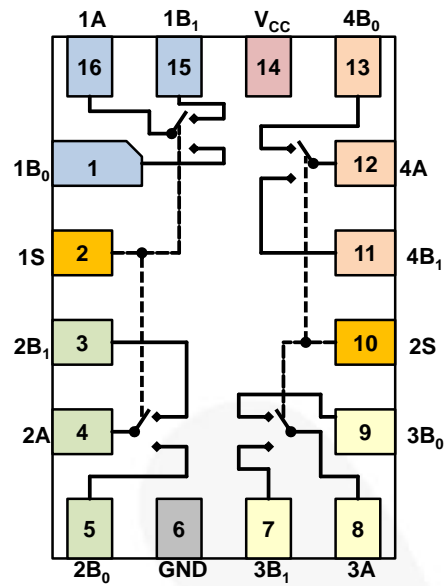 1A 1B₁ V_CC 4B₀
16 15 14 13
1B₀ 1 12 4A
1S 2 11 4B₁
2B₁ 3 10 2S
2A 4 9 3B₀
5 6 7 8
2B₀ GND 3B₁ 3A